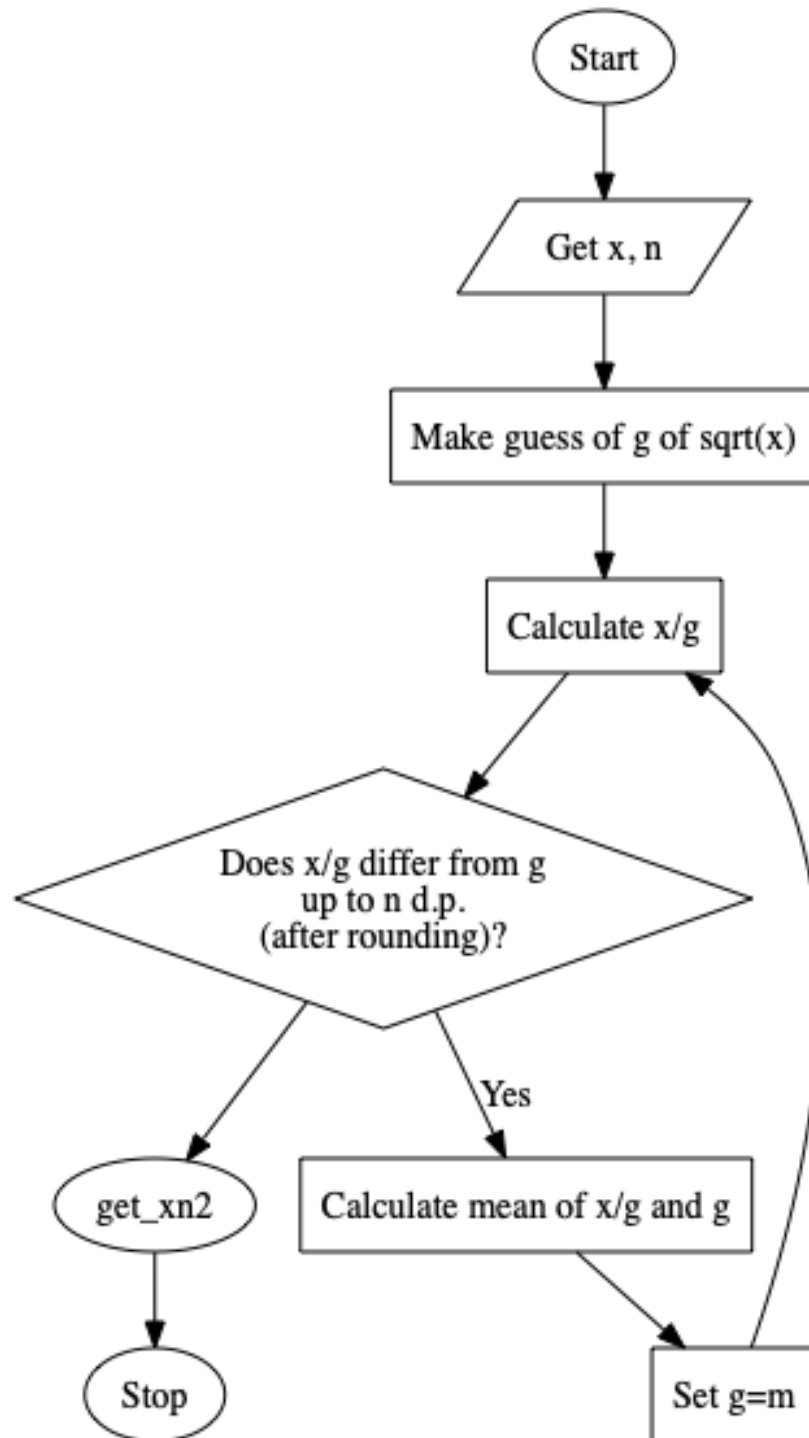 Start
Get x, n
Make guess of g of sqrt(x)
Calculate x/g
Does x/g differ from g
up to n d.p.
(after rounding)?
Yes
get_xn2
Calculate mean of x/g and g
Stop
Set g=m